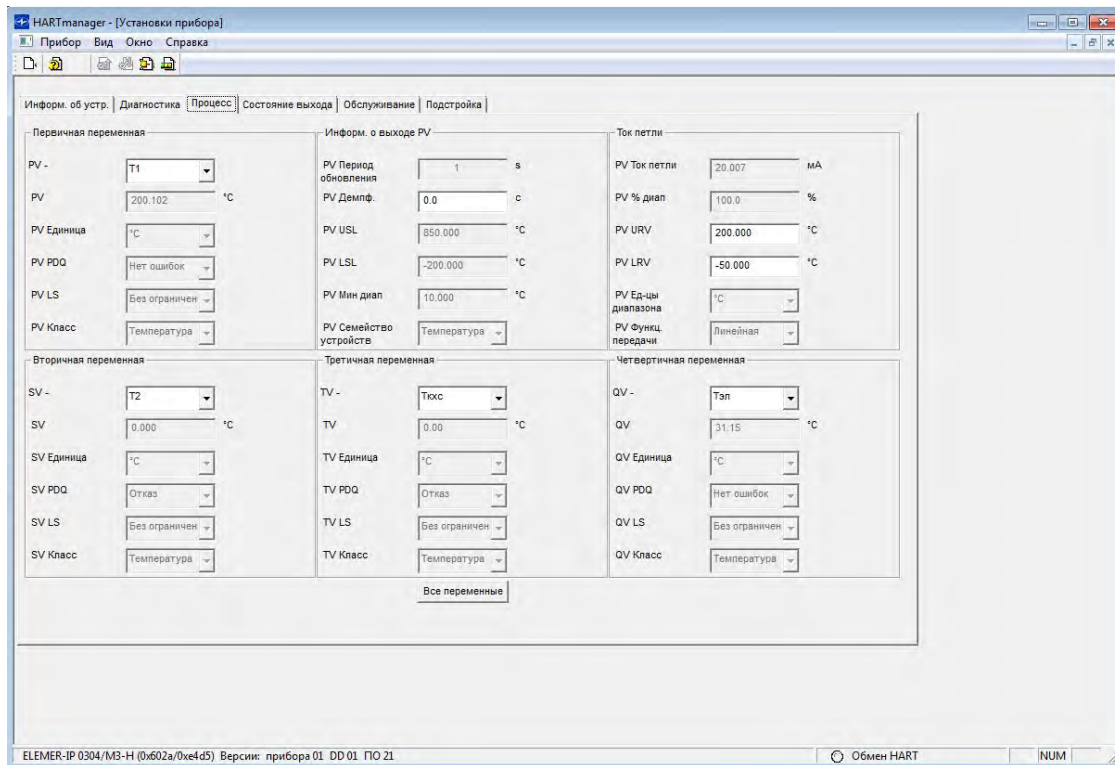 HARTmanager - [Установки прибора]
Прибор Вид Окно Справка
Информ. об устр. Диагностика Процесс Состояние выхода Обслуживание Подстройка
Первичная переменная
PV - T1
PV 200.102 °C
PV Единица °C
PV PDQ Нет ошибок
PV LS Без ограничен
PV Класс Температура
Информ. о выходе PV
PV Период обновления 1 s
PV Демпф. 0.0 с
PV USL 850.000 °C
PV LSL -200.000 °C
PV Мин диап 10.000 °C
PV Семейство устройств Температура
Ток петли
PV Ток петли 20.007 мА
PV % диап 100.0 %
PV URV 200.000 °C
PV LRV -50.000 °C
PV Ед-цы диапазона °C
PV Функц. передачи Линейная
Вторичная переменная
SV - T2
SV 0.000 °C
SV Единица °C
SV PDQ Отказ
SV LS Без ограничен
SV Класс Температура
Третичная переменная
TV - Ткхс
TV 0.00 °C
TV Единица °C
TV PDQ Отказ
TV LS Без ограничен
TV Класс Температура
Четвертичная переменная
QV - Тэл
QV 31.15 °C
QV Единица °C
QV PDQ Нет ошибок
QV LS Без ограничен
QV Класс Температура
Все переменные
ELEMER-IP 0304/M3-H (0x602a/0xe4d5) Версии: прибора 01 DD 01 ПО 21 Обмен HART NUM